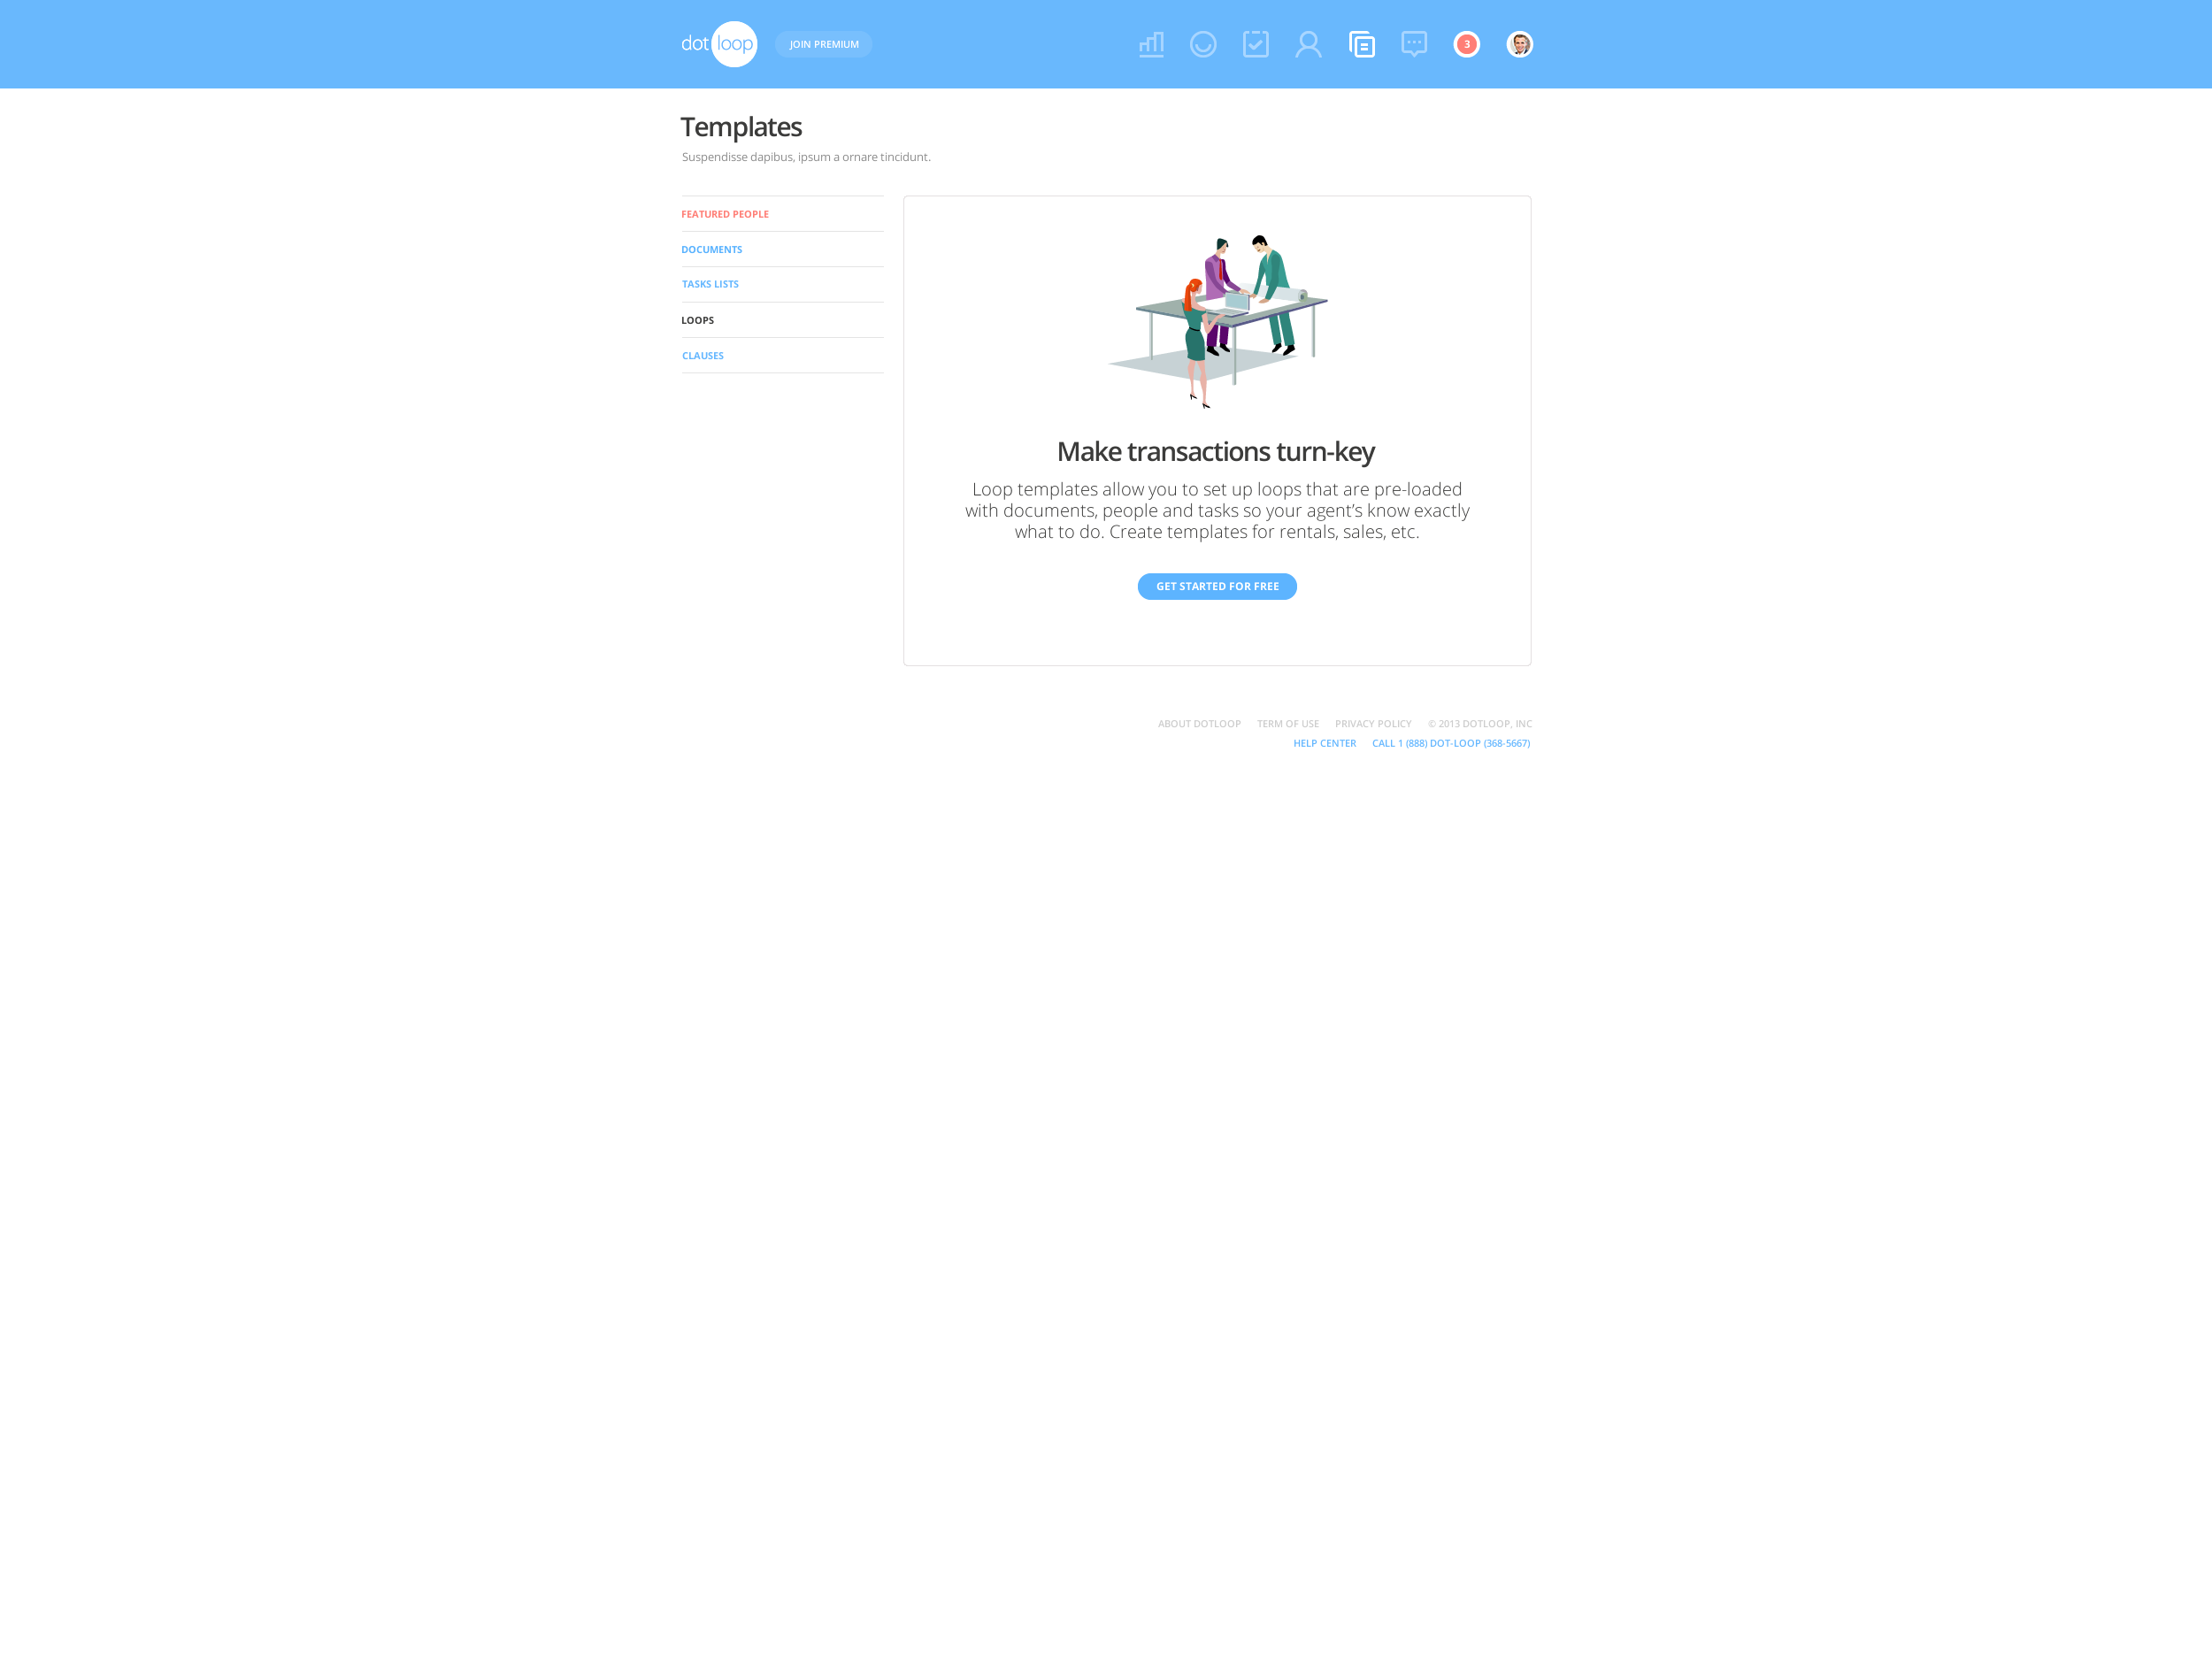 dot loop
JOIN PREMIUM
3
Templates
Suspendisse dapibus, ipsum a ornare tincidunt.
FEATURED PEOPLE
DOCUMENTS
TASKS LISTS
LOOPS
CLAUSES
Make transactions turn-key
Loop templates allow you to set up loops that are pre-loaded
with documents, people and tasks so your agent’s know exactly
what to do. Create templates for rentals, sales, etc.
GET STARTED FOR FREE
ABOUT DOTLOOP TERM OF USE PRIVACY POLICY © 2013 DOTLOOP, INC
HELP CENTER CALL 1 (888) DOT-LOOP (368-5667)